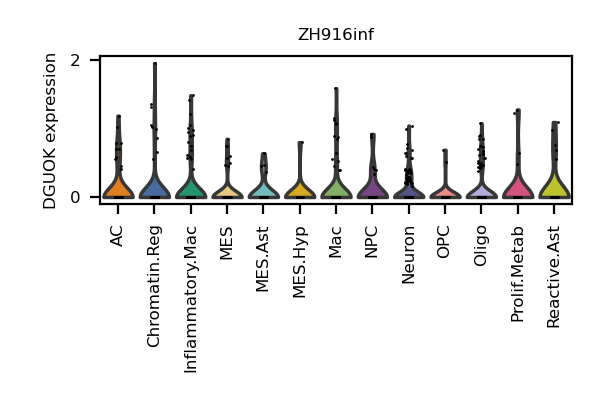 ZH916inf
DGUOK expression
2
0
AC
Chromatin.Reg
Inflammatory.Mac
MES
MES.Ast
MES.Hyp
Mac
NPC
Neuron
OPC
Oligo
Prolif.Metab
Reactive.Ast